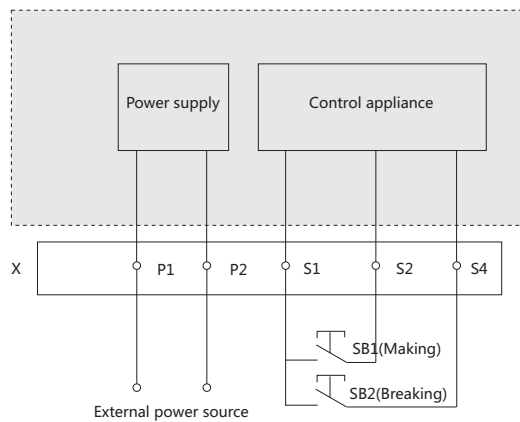 Power supply
Control appliance
X
P1
P2
S1
S2
S4
SB1(Making)
SB2(Breaking)
External power source